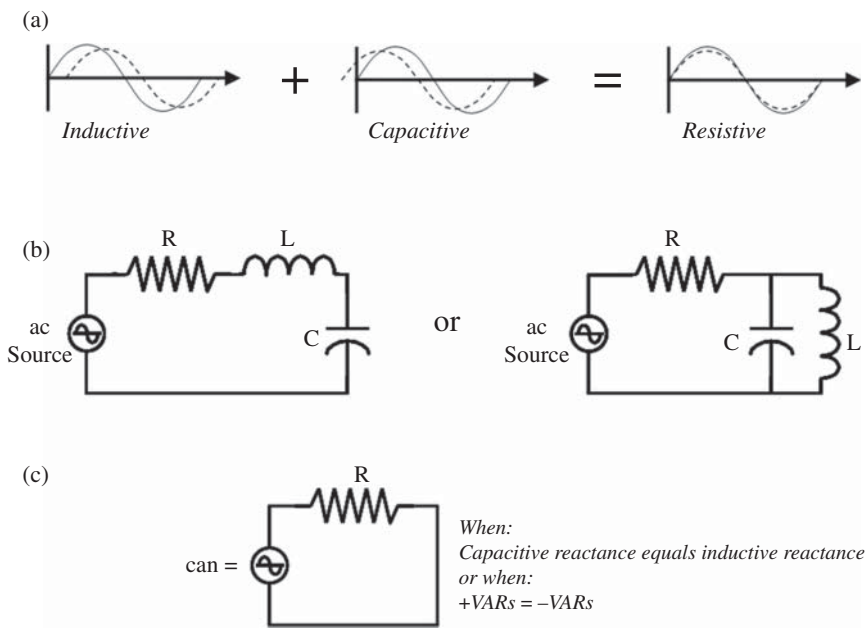 (a)
+ =
Inductive Capacitive Resistive
(b)
R L R
ac Source C or ac Source C L
(c)
R
can =
When:
Capacitive reactance equals inductive reactance
or when:
+VARs = –VARs